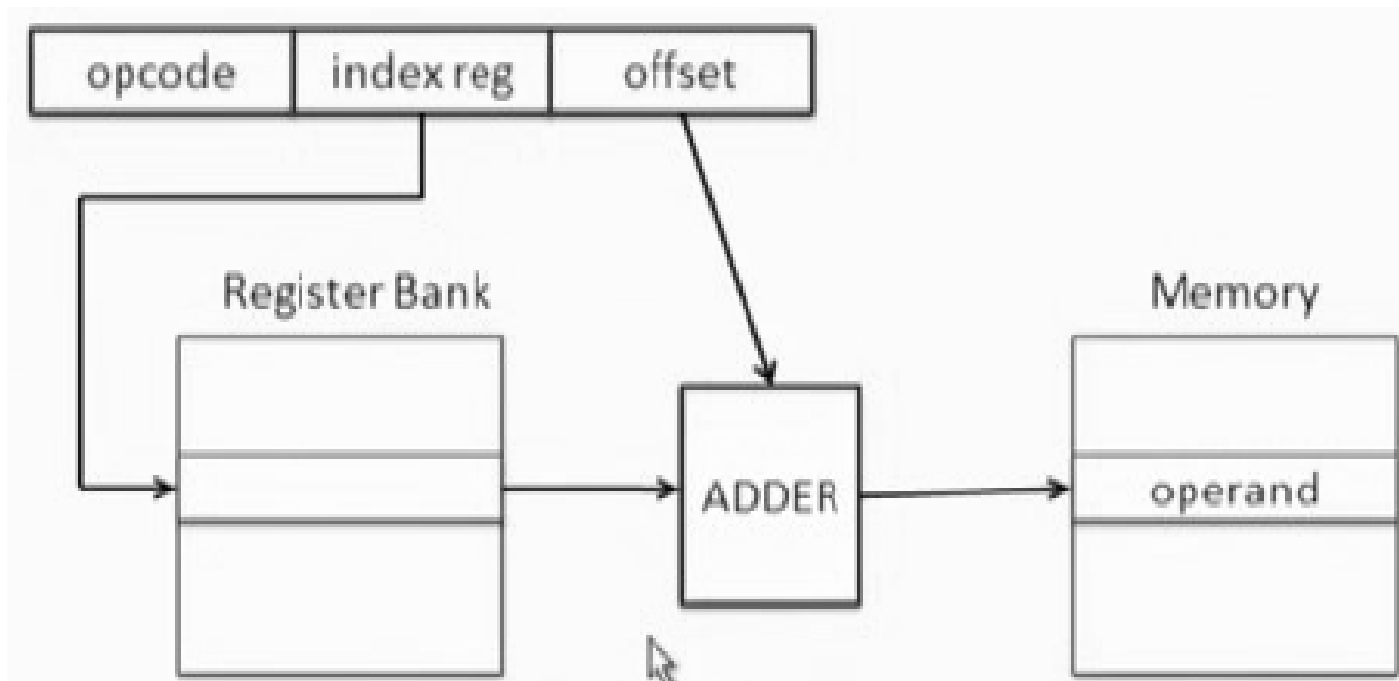 opcode index reg offset
Register Bank
Memory
ADDER
operand